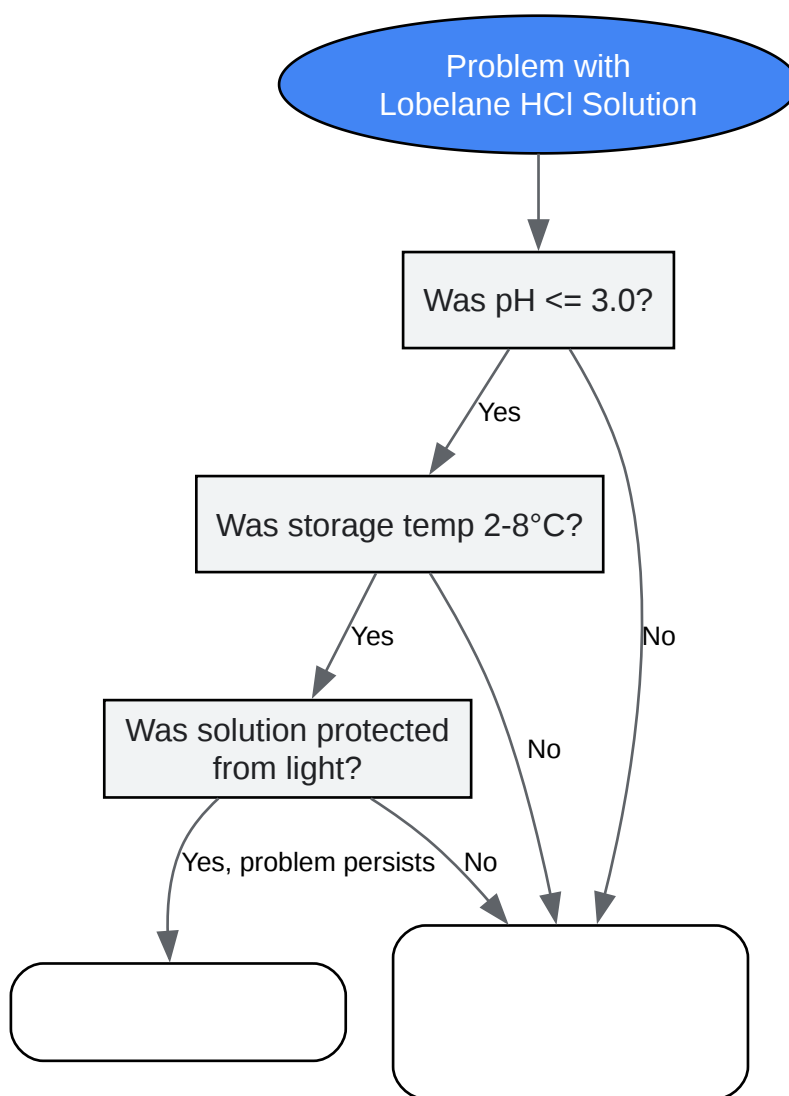 Problem with
Lobelane HCl Solution
Was pH <= 3.0?
Yes
Was storage temp 2-8°C?
Yes
No
Was solution protected
from light?
No
Yes, problem persists
No